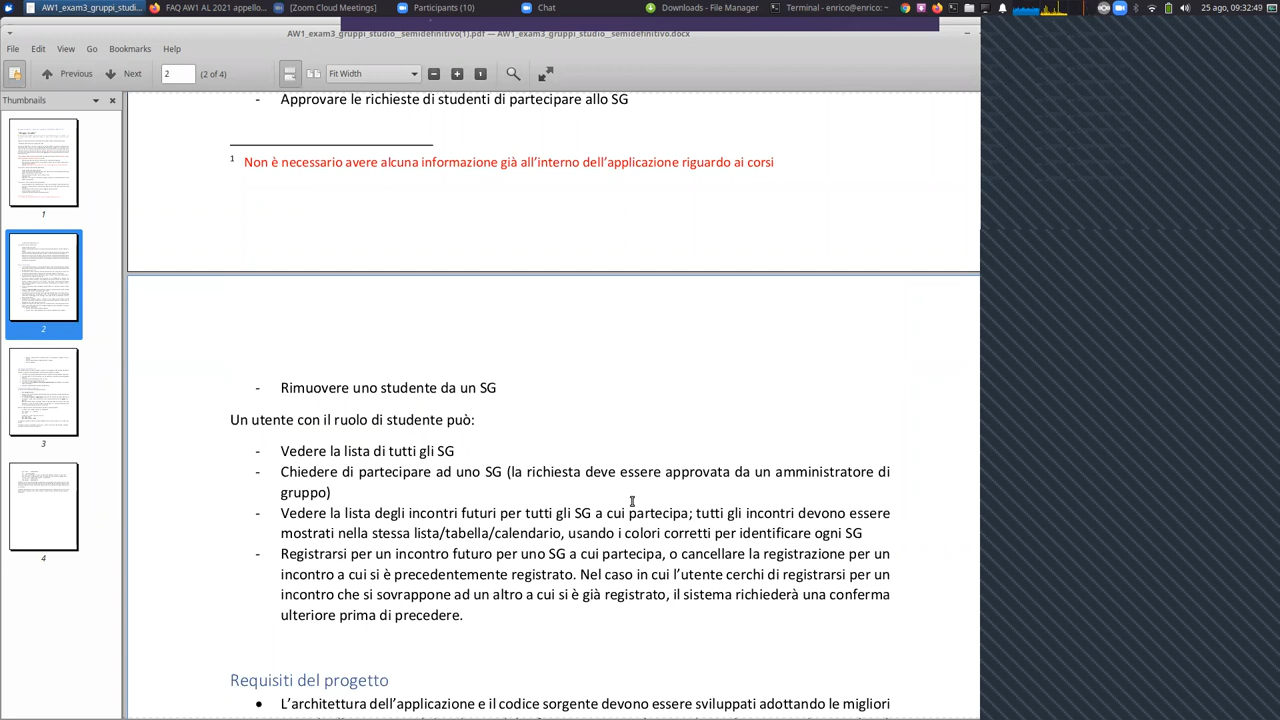 AW1_exam3_gruppi_studi...
FAQ AW1 AL 2021 appello...
[Zoom Cloud Meetings]
Participants (10)
Chat
Downloads - File Manager
Terminal - enrico@enrico: ~...
25 ago, 09:32:49
AW1_exam3_gruppi_studio__semidefinitivo(1).pdf — AW1_exam3_gruppi_studio__semidefinitivo.docx
File Edit View Go Bookmarks Help
Previous Next 2 (2 of 4) Fit Width
Thumbnails
1
2
3
4
- Approvare le richieste di studenti di partecipare allo SG
1 Non è necessario avere alcuna informazione già all’interno dell’applicazione riguardo ai corsi
- Rimuovere uno studente da un SG
Un utente con il ruolo di studente può:
- Vedere la lista di tutti gli SG
- Chiedere di partecipare ad uno SG (la richiesta deve essere approvata da un amministratore di
gruppo)
- Vedere la lista degli incontri futuri per tutti gli SG a cui partecipa; tutti gli incontri devono essere
mostrati nella stessa lista/tabella/calendario, usando i colori corretti per identificare ogni SG
- Registrarsi per un incontro futuro per uno SG a cui partecipa, o cancellare la registrazione per un
incontro a cui si è precedentemente registrato. Nel caso in cui l’utente cerchi di registrarsi per un
incontro che si sovrappone ad un altro a cui si è già registrato, il sistema richiederà una conferma
ulteriore prima di precedere.
Requisiti del progetto
• L’architettura dell’applicazione e il codice sorgente devono essere sviluppati adottando le migliori